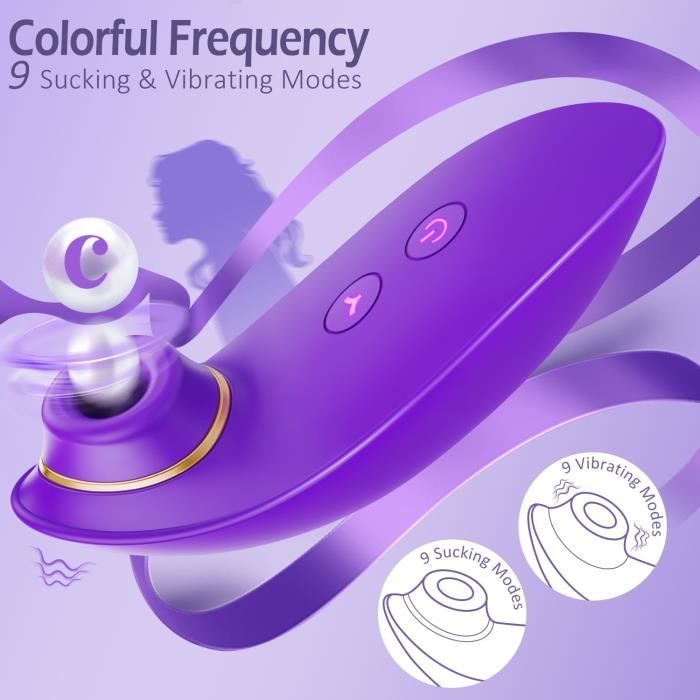 Colorful Frequency
9 Sucking & Vibrating Modes
C
9 Vibrating Modes
9 Sucking Modes